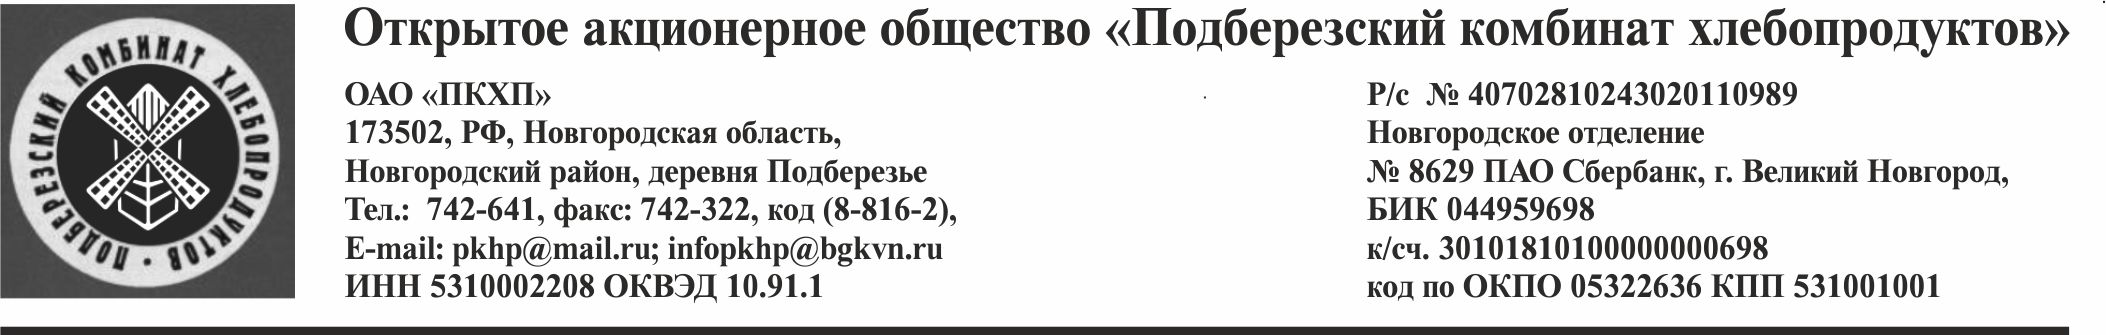 Открытое акционерное общество «Подберезский комбинат хлебопродуктов»
ПОДБЕРЕЗСКИЙ КОМБИНАТ ХЛЕБОПРОДУКТОВ •
ОАО «ПКХП»
173502, РФ, Новгородская область,
Новгородский район, деревня Подберезье
Тел.: 742-641, факс: 742-322, код (8-816-2),
E-mail: pkhp@mail.ru; infopkhp@bgkvn.ru
ИНН 5310002208 ОКВЭД 10.91.1
Р/с № 40702810243020110989
Новгородское отделение
№ 8629 ПАО Сбербанк, г. Великий Новгород,
БИК 044959698
к/сч. 30101810100000000698
код по ОКПО 05322636 КПП 531001001